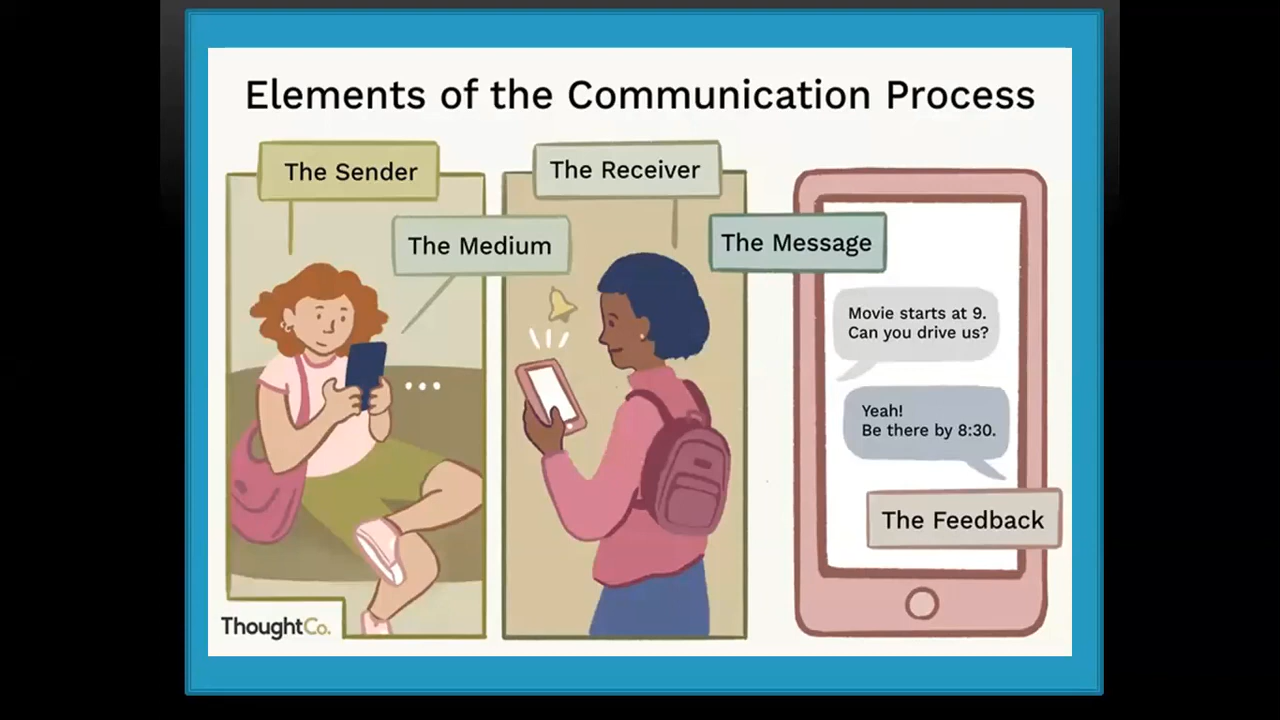 Elements of the Communication Process
The Sender
The Medium
The Receiver
The Message
Movie starts at 9.
Can you drive us?
Yeah!
Be there by 8:30.
The Feedback
ThoughtCo.